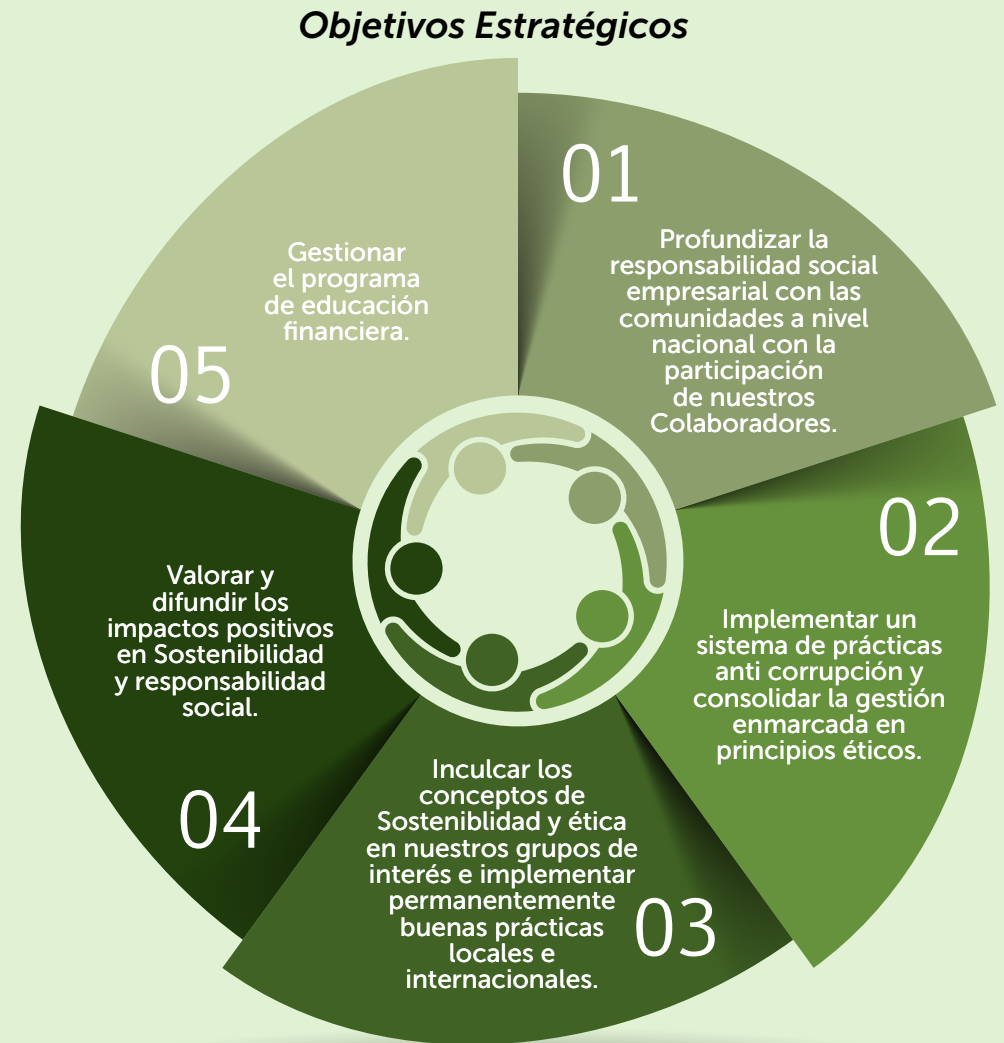 Objetivos Estratégicos
01
Profundizar la
responsabilidad social
empresarial con las
comunidades a nivel
nacional con la
participación
de nuestros
Colaboradores.
02
Implementar un
sistema de prácticas
anti corrupción y
consolidar la gestión
enmarcada en
principios éticos.
03
Inculcar los
conceptos de
Sosteniblidad y ética
en nuestros grupos de
interés e implementar
permanentemente
buenas prácticas
locales e
internacionales.
04
Valorar y
difundir los
impactos positivos
en Sostenibilidad
y responsabilidad
social.
05
Gestionar
el programa
de educación
financiera.